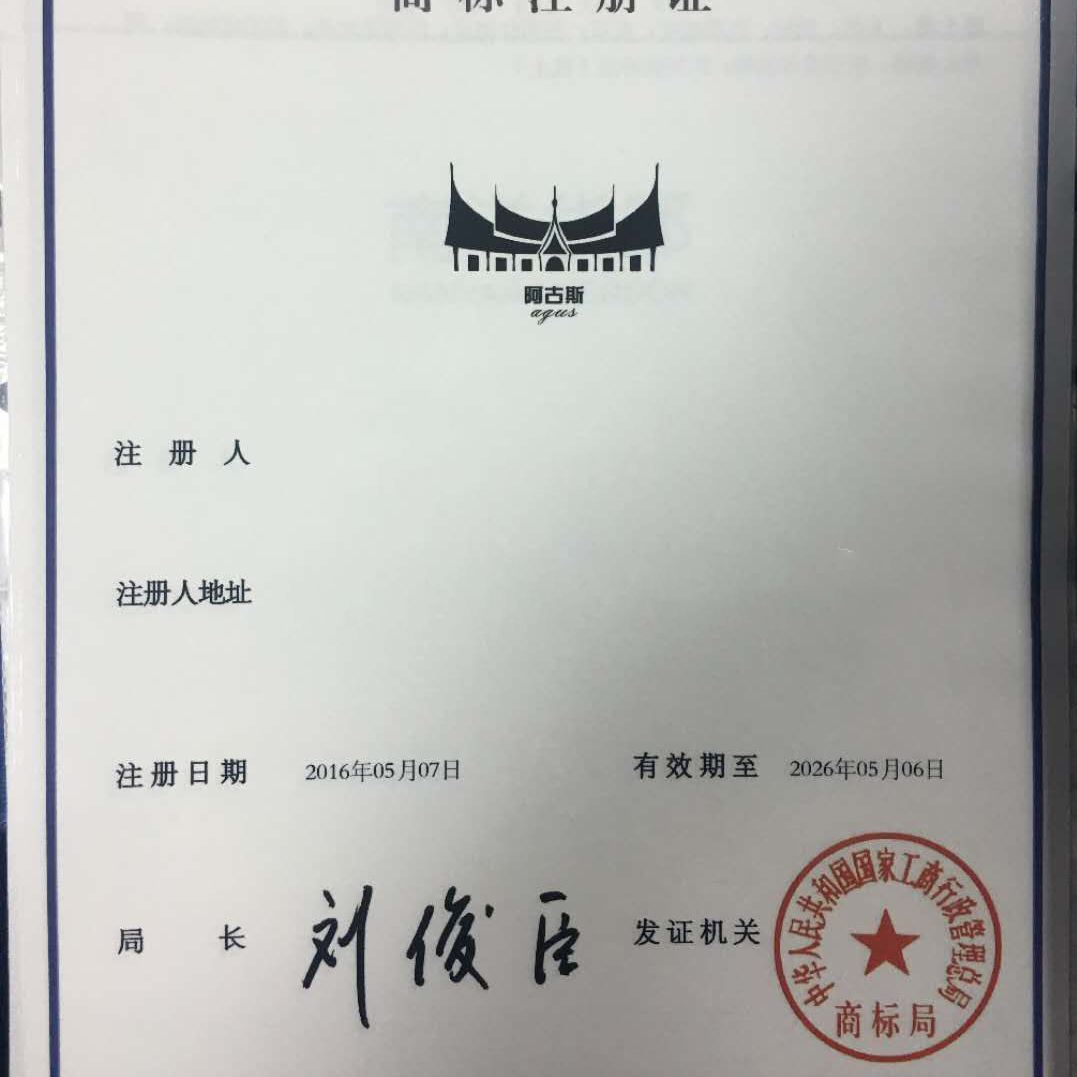 商标注册证
阿古斯
agus
注册人
注册人地址
注册日期 2016年05月07日 有效期至 2026年05月06日
局长 刘俊臣 发证机关
中华人民共和国国家工商行政管理总局
商标局